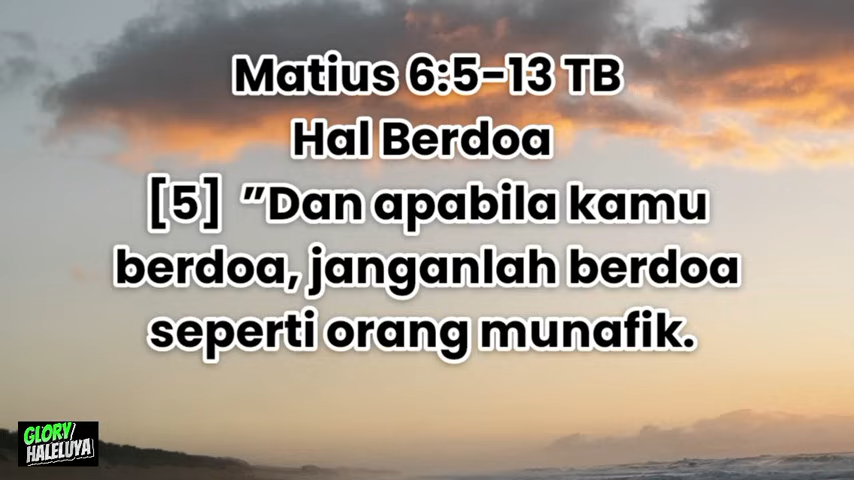 Matius 6:5-13 TB
Hal Berdoa
[5] ”Dan apabila kamu
berdoa, janganlah berdoa
seperti orang munafik.
GLORY
HALELUYA